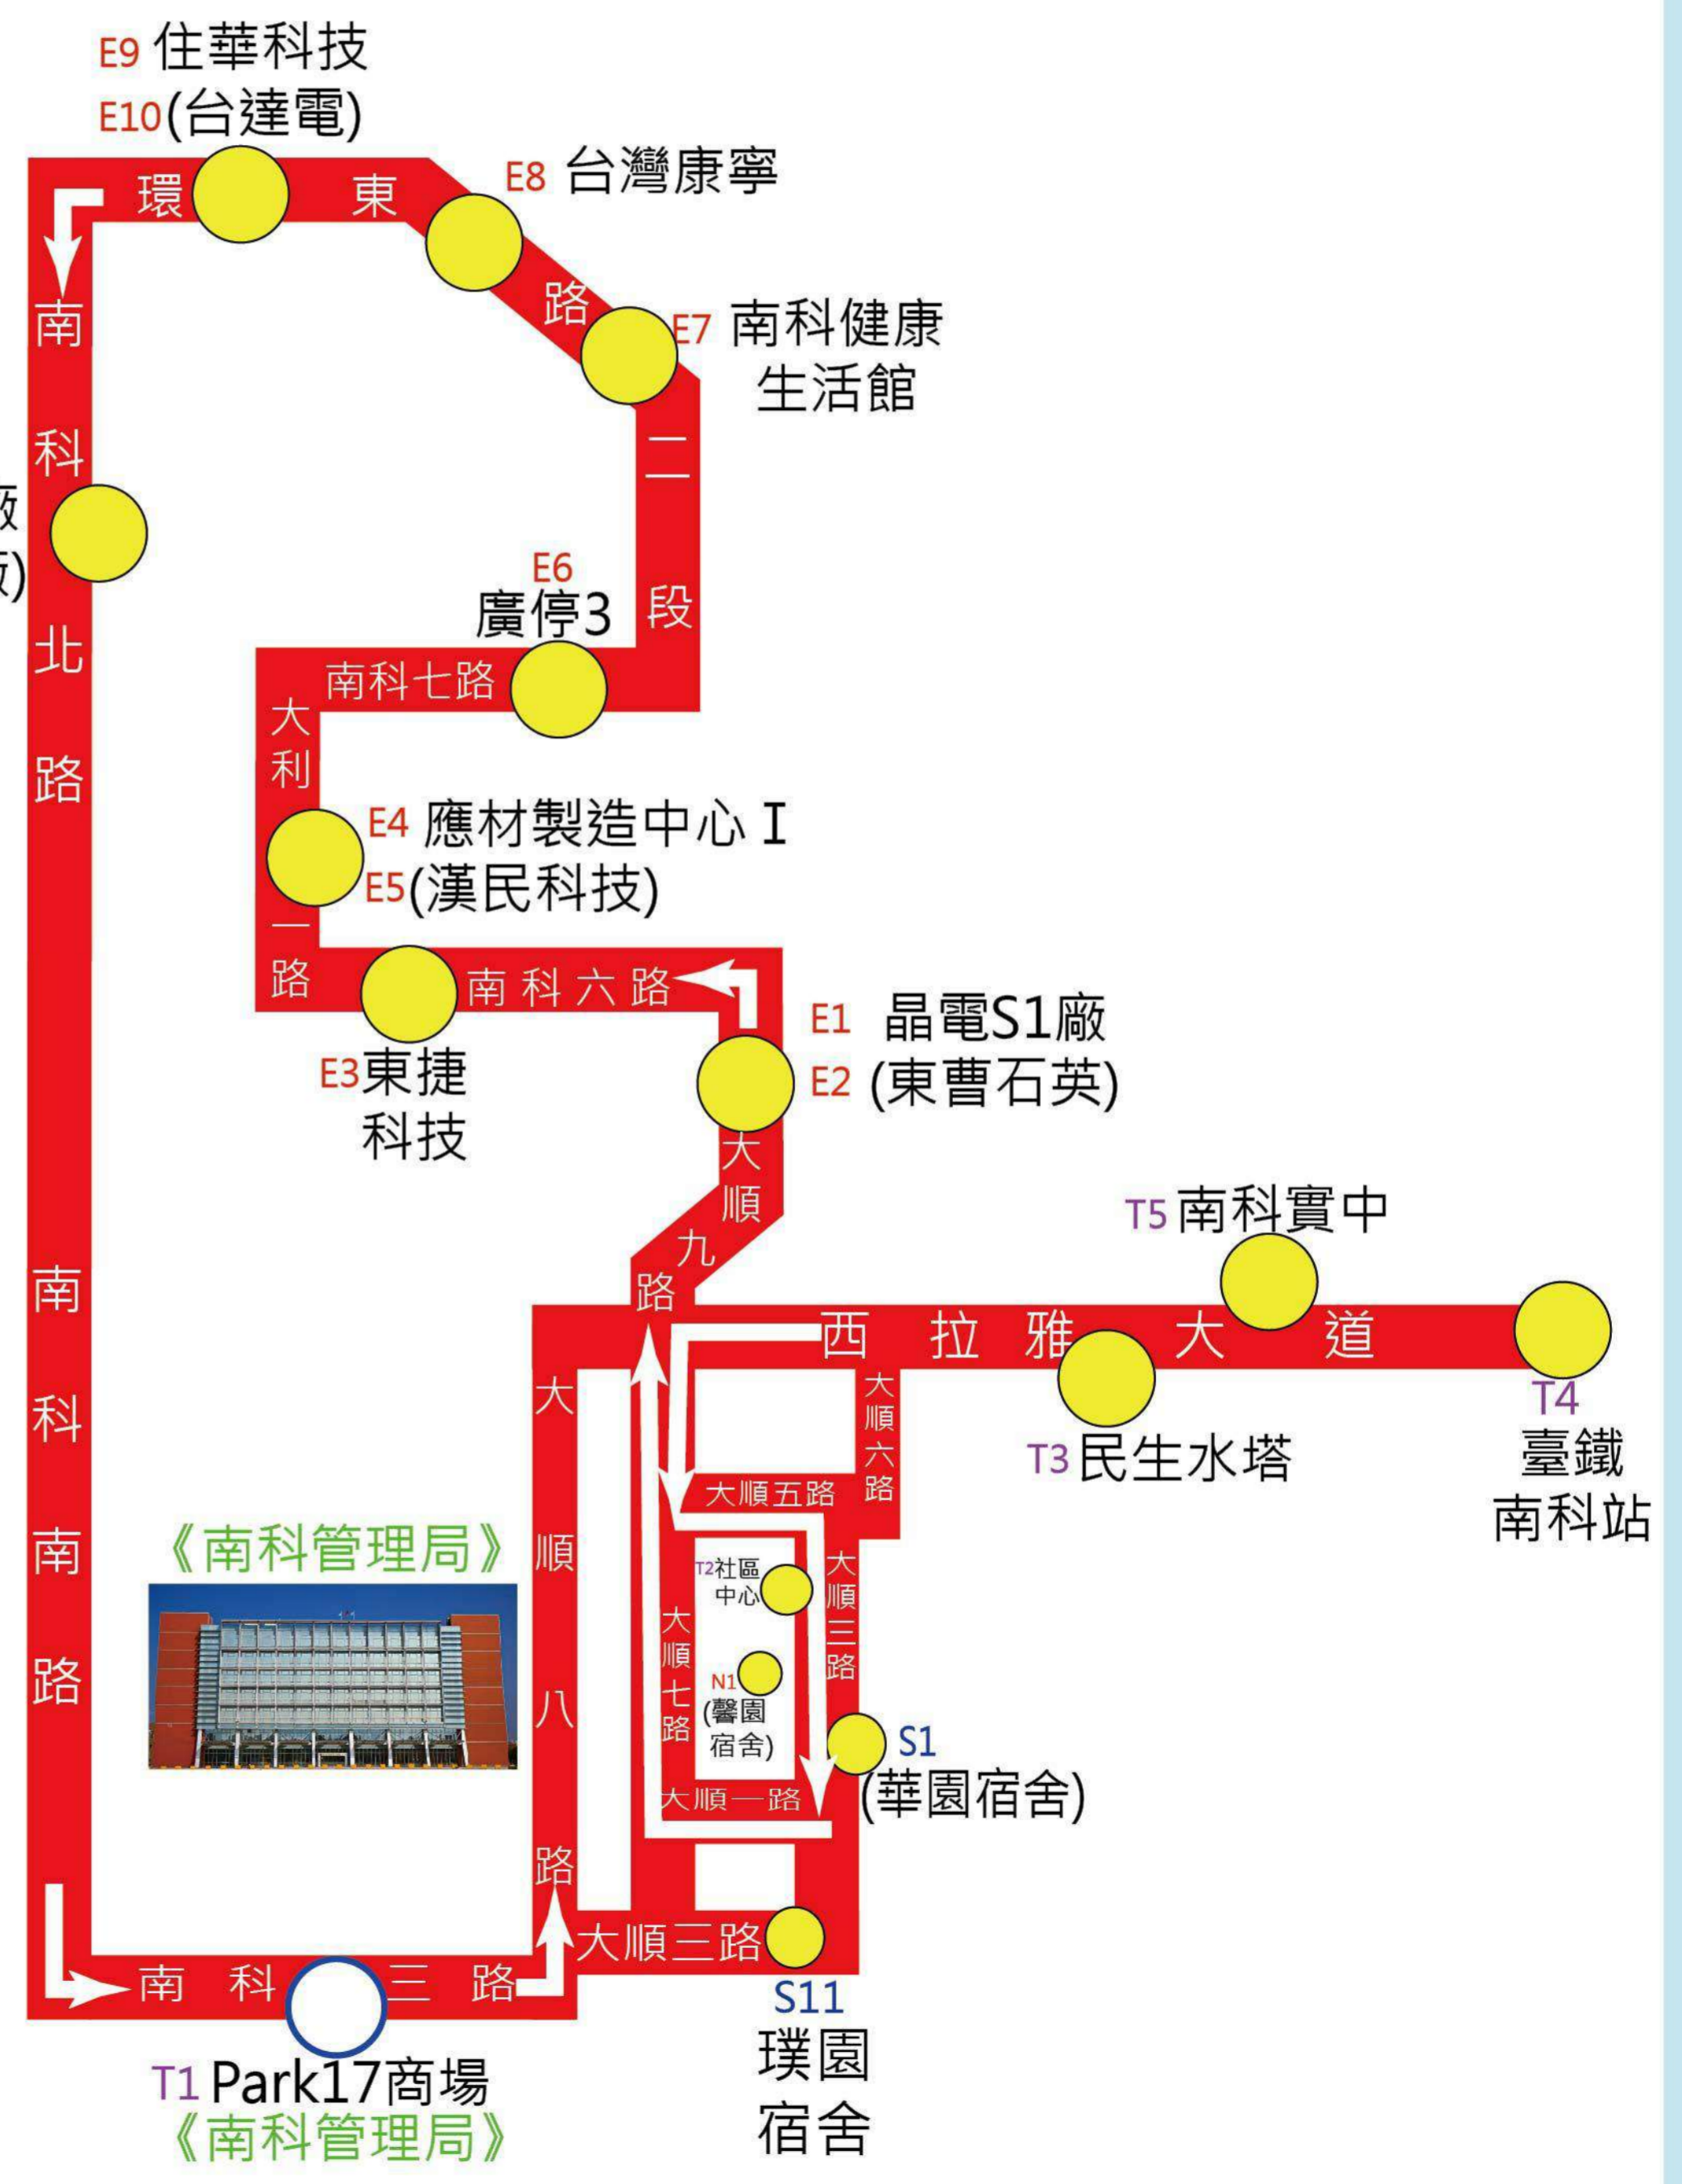 E9 住華科技
E10(台達電)
E8 台灣康寧
環東路二段
E7 南科健康
生活館
南科北路
廠
廠)
E6
廣停3
南科七路
大利一路
E4 應材製造中心 I
E5(漢民科技)
南科六路
E3東捷
科技
E1 晶電S1廠
E2 (東曹石英)
大順九路
T5南科實中
西拉雅大道
T4
臺鐵
南科站
T3民生水塔
大順六路
大順五路
大順八路
南科南路
《南科管理局》
T2社區
中心
大順三路
大順七路
N1
(馨園
宿舍)
S1
(華園宿舍)
大順一路
大順三路
S11
璞園
宿舍
南科三路
T1 Park17商場
《南科管理局》